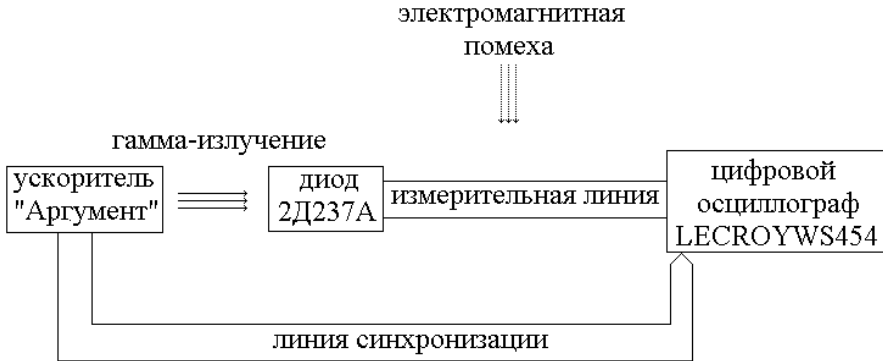 электромагнитная
помеха
гамма-излучение
ускоритель
"Аргумент"
диод
2Д237А
измерительная линия
цифровой
осциллограф
LECROYWS454
линия синхронизации